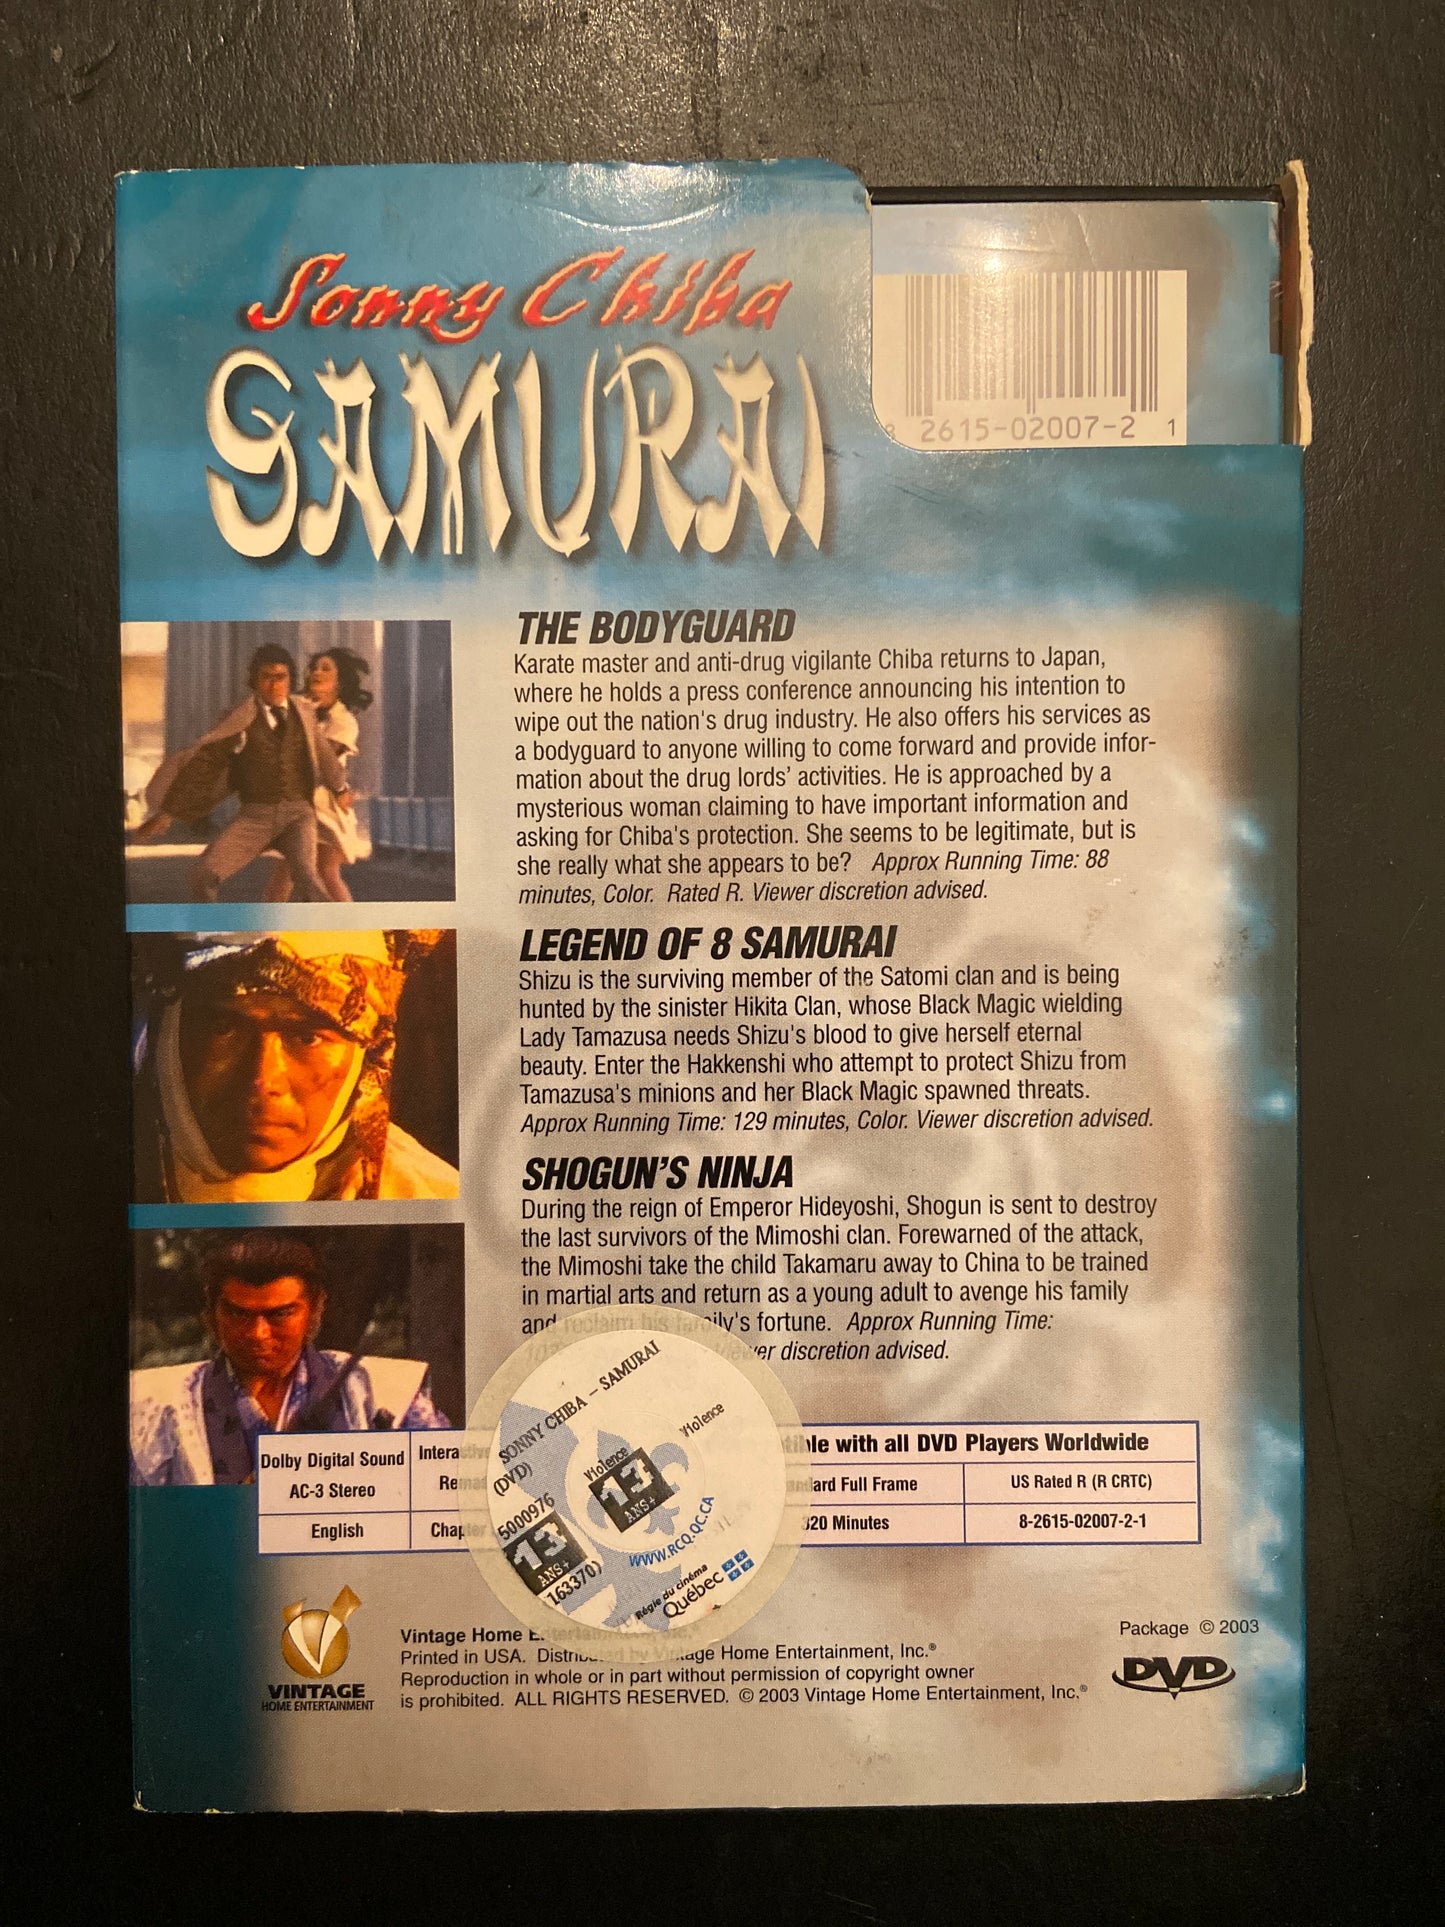 Sonny Chiba
SAMURAI
2615-02007-2 1
THE BODYGUARD
Karate master and anti-drug vigilante Chiba returns to Japan,
where he holds a press conference announcing his intention to
wipe out the nation's drug industry. He also offers his services as
a bodyguard to anyone willing to come forward and provide infor-
mation about the drug lords' activities. He is approached by a
mysterious woman claiming to have important information and
asking for Chiba's protection. She seems to be legitimate, but is
she really what she appears to be? Approx Running Time: 88
minutes, Color. Rated R. Viewer discretion advised.
LEGEND OF 8 SAMURAI
Shizu is the surviving member of the Satomi clan and is being
hunted by the sinister Hikita Clan, whose Black Magic wielding
Lady Tamazusa needs Shizu's blood to give herself eternal
beauty. Enter the Hakkenshi who attempt to protect Shizu from
Tamazusa's minions and her Black Magic spawned threats.
Approx Running Time: 129 minutes, Color. Viewer discretion advised.
SHOGUN'S NINJA
During the reign of Emperor Hideyoshi, Shogun is sent to destroy
the last survivors of the Mimoshi clan. Forewarned of the attack,
the Mimoshi take the child Takamaru away to China to be trained
in martial arts and return as a young adult to avenge his family
and reclaim his family's fortune. Approx Running Time:
Viewer discretion advised.
SONNY CHIBA - SAMURAI
(DVD)
5000976
13
ANS+
163370)
Violence
13
ANS+
Violence
WWW.RCQ.QC.CA
Régie du cinéma
Québec
Dolby Digital Sound
AC-3 Stereo
English
with all DVD Players Worldwide
Full Frame
US Rated R (R CRTC)
320 Minutes
8-2615-02007-2-1
VINTAGE
HOME ENTERTAINMENT
Vintage Home
Printed in USA. Distributed by Vintage Home Entertainment, Inc.®
Reproduction in whole or in part without permission of copyright owner
is prohibited. ALL RIGHTS RESERVED. © 2003 Vintage Home Entertainment, Inc.®
Package © 2003
DVD